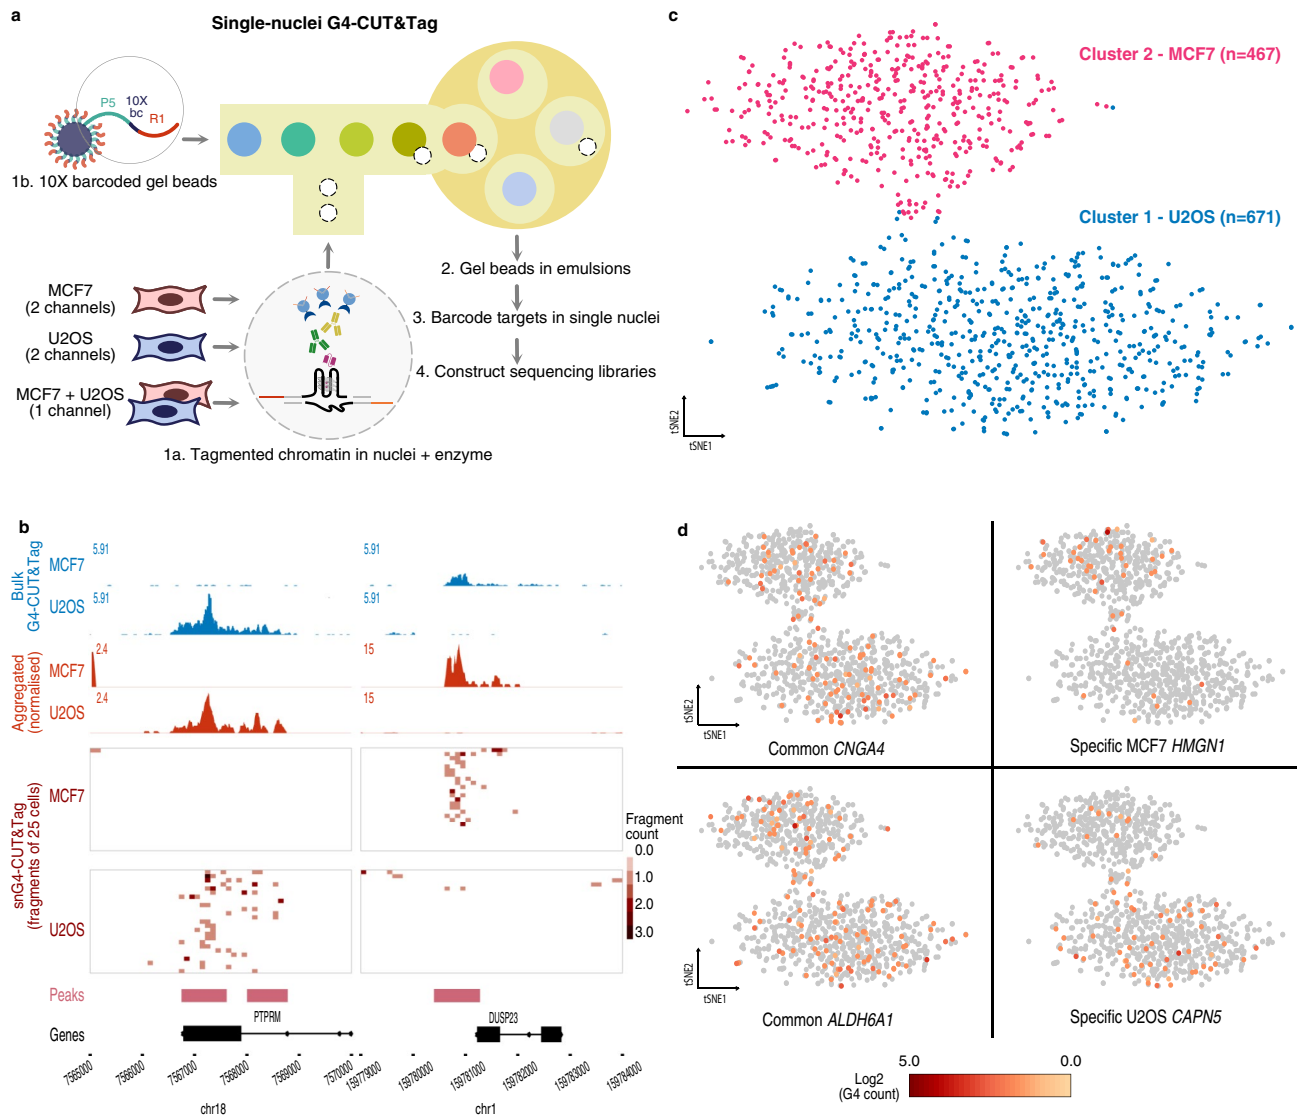 a
Single-nuclei G4-CUT&Tag
P5
10X
bc
R1
1b. 10X barcoded gel beads
MCF7
(2 channels)
U2OS
(2 channels)
MCF7 + U2OS
(1 channel)
1a. Tagmented chromatin in nuclei + enzyme
2. Gel beads in emulsions
3. Barcode targets in single nuclei
4. Construct sequencing libraries
c
Cluster 2 - MCF7 (n=467)
Cluster 1 - U2OS (n=671)
tSNE2
tSNE1
b
Bulk
G4-CUT&Tag
MCF7
5.91
5.91
U2OS
5.91
5.91
Aggregated
(normalised)
MCF7
2.4
15
U2OS
2.4
15
snG4-CUT&Tag
(fragments of 25 cells)
MCF7
U2OS
Fragment
count
0.0
1.0
2.0
3.0
Peaks
Genes
PTPRM
DUSP23
7565000
7566000
7567000
7568000
7569000
7570000
159779000
159780000
159781000
159782000
159783000
159784000
chr18
chr1
d
tSNE2
tSNE1
Common CNGA4
Specific MCF7 HMGN1
tSNE2
tSNE1
Common ALDH6A1
Specific U2OS CAPN5
5.0
0.0
Log2
(G4 count)